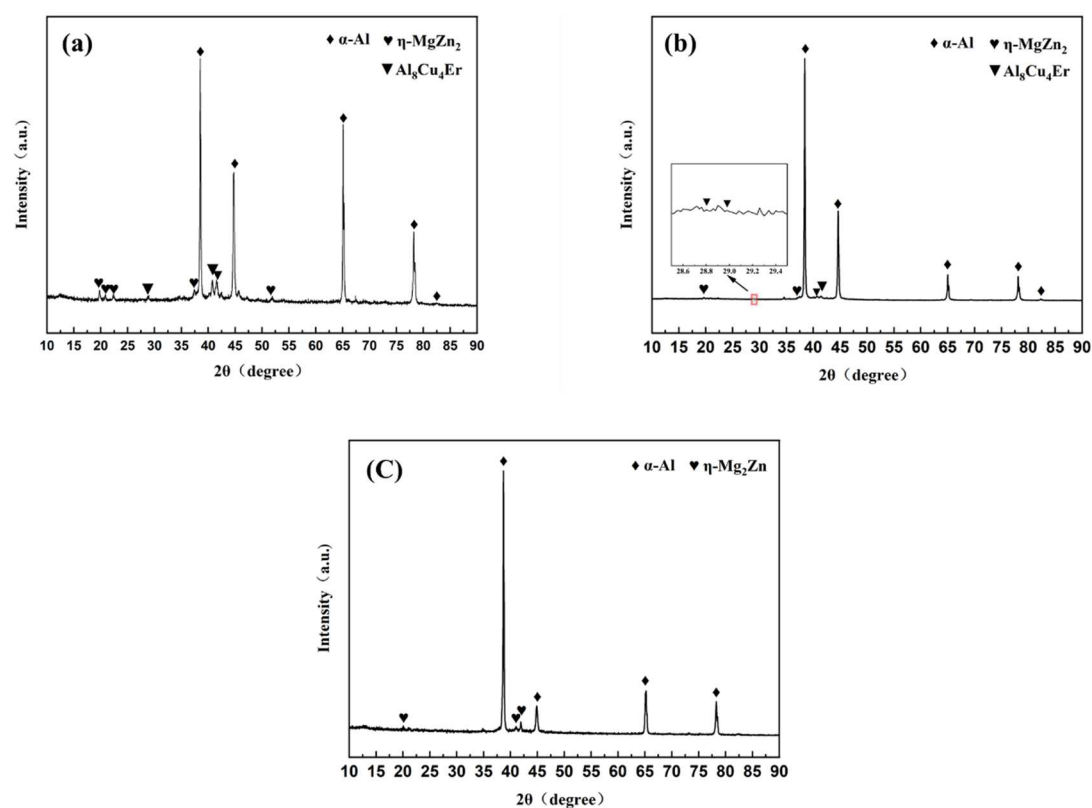 (a)
♦ α-Al ♥ η-MgZn₂
▼ Al₈Cu₄Er
Intensity（a.u.）
10 15 20 25 30 35 40 45 50 55 60 65 70 75 80 85 90
2θ（degree）
(b)
♦ α-Al ♥ η-MgZn₂
▼ Al₈Cu₄Er
Intensity（a.u.）
28.6 28.8 29.0 29.2 29.4
10 15 20 25 30 35 40 45 50 55 60 65 70 75 80 85 90
2θ（degree）
(C)
♦ α-Al ♥ η-Mg₂Zn
Intensity（a.u.）
10 15 20 25 30 35 40 45 50 55 60 65 70 75 80 85 90
2θ（degree）